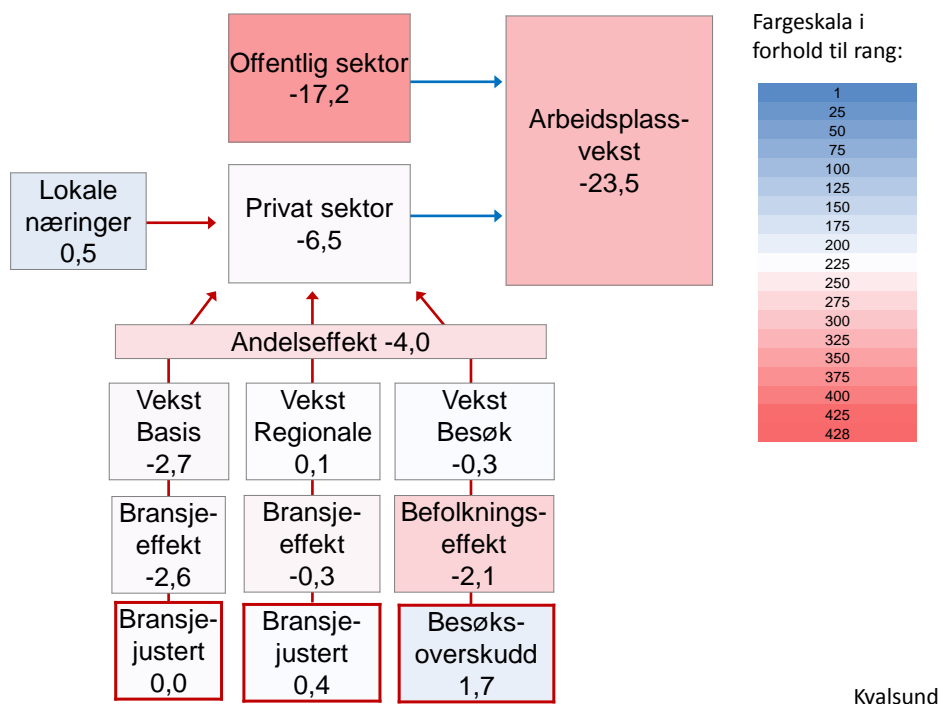 Offentlig sektor
-17,2
Arbeidsplass-
vekst
-23,5
Lokale
næringer
0,5
Privat sektor
-6,5
Andelseffekt -4,0
Vekst
Basis
-2,7
Vekst
Regionale
0,1
Vekst
Besøk
-0,3
Bransje-
effekt
-2,6
Bransje-
effekt
-0,3
Befolknings-
effekt
-2,1
Bransje-
justert
0,0
Bransje-
justert
0,4
Besøks-
overskudd
1,7
Fargeskala i
forhold til rang:
1
25
50
75
100
125
150
175
200
225
250
275
300
325
350
375
400
425
428
Kvalsund